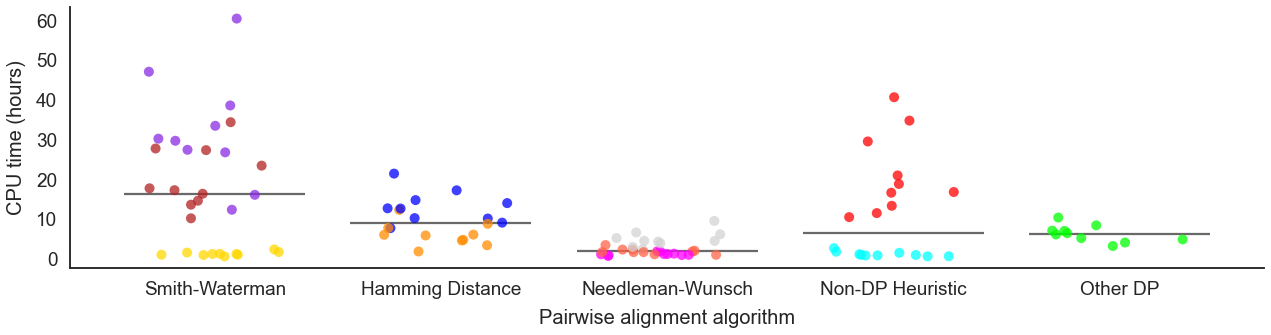 CPU time (hours)
60
50
40
30
20
10
0
Smith-Waterman
Hamming Distance
Needleman-Wunsch
Non-DP Heuristic
Other DP
Pairwise alignment algorithm